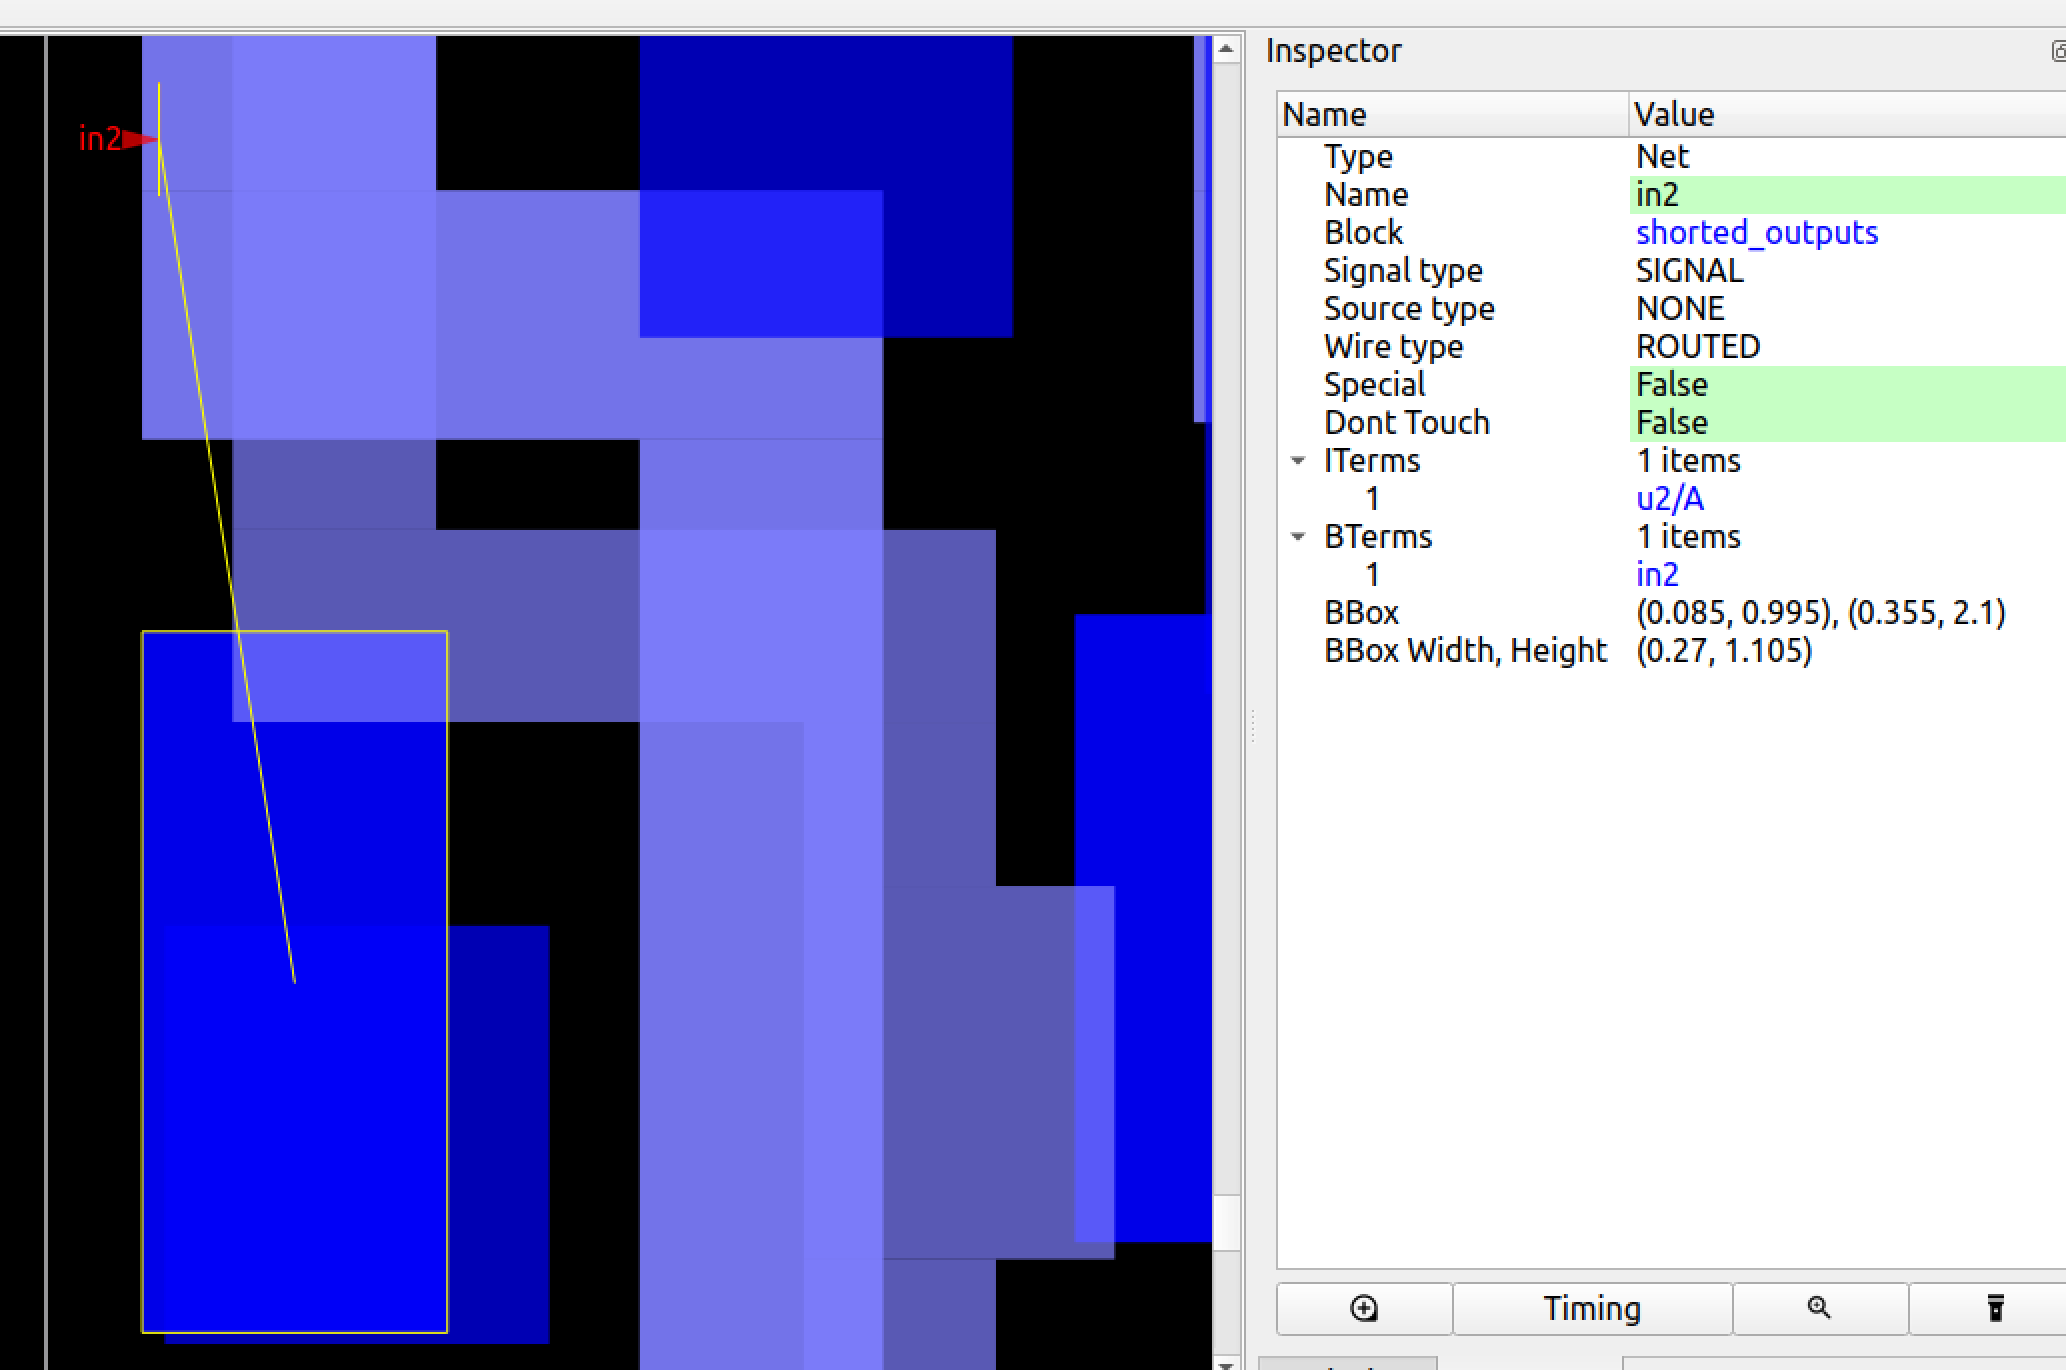 in2
Inspector
Name Value
Type Net
Name in2
Block shorted_outputs
Signal type SIGNAL
Source type NONE
Wire type ROUTED
Special False
Dont Touch False
ITerms 1 items
1 u2/A
BTerms 1 items
1 in2
BBox (0.085, 0.995), (0.355, 2.1)
BBox Width, Height (0.27, 1.105)
Timing